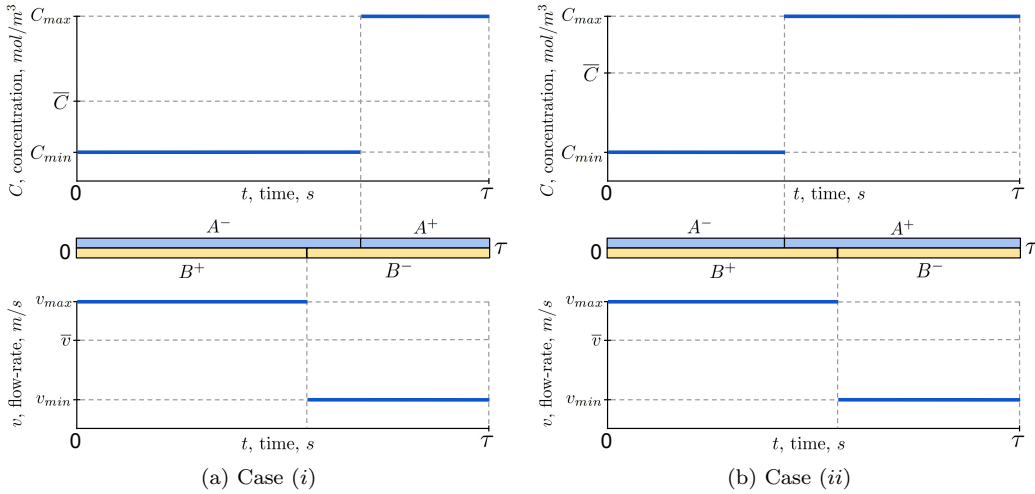 C, concentration, mol/m³
C_max
C̅
C_min
0
t, time, s
τ
A⁻
A⁺
0
τ
B⁺
B⁻
v, flow-rate, m/s
v_max
v̅
v_min
0
t, time, s
τ
(a) Case (i)
C, concentration, mol/m³
C_max
C̅
C_min
0
t, time, s
τ
A⁻
A⁺
0
τ
B⁺
B⁻
v, flow-rate, m/s
v_max
v̅
v_min
0
t, time, s
τ
(b) Case (ii)